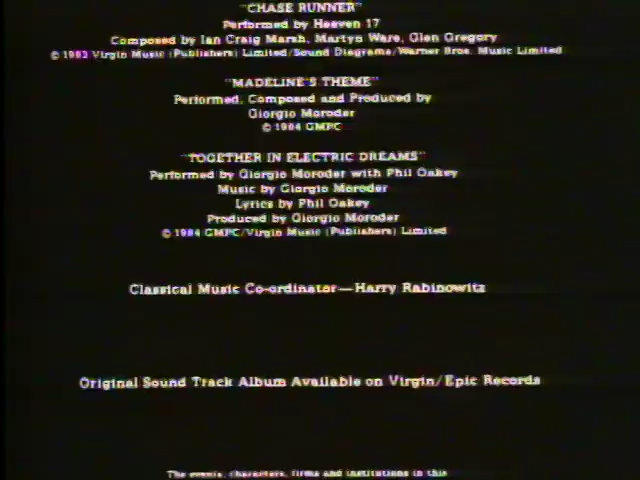 "CHASE RUNNER"
Performed by Heaven 17
Composed by Ian Craig Marsh, Martyn Ware, Glen Gregory
© 1983 Virgin Music (Publishers) Limited/Sound Diagrams/Warner Bros. Music Limited
"MADELINE'S THEME"
Performed, Composed and Produced by
Giorgio Moroder
© 1984 GMPC
"TOGETHER IN ELECTRIC DREAMS"
Performed by Giorgio Moroder with Phil Oakey
Music by Giorgio Moroder
Lyrics by Phil Oakey
Produced by Giorgio Moroder
© 1984 GMPC/Virgin Music (Publishers) Limited
Classical Music Co-ordinator—Harry Rabinowitz
Original Sound Track Album Available on Virgin/Epic Records
The events, characters, firms and institutions in this